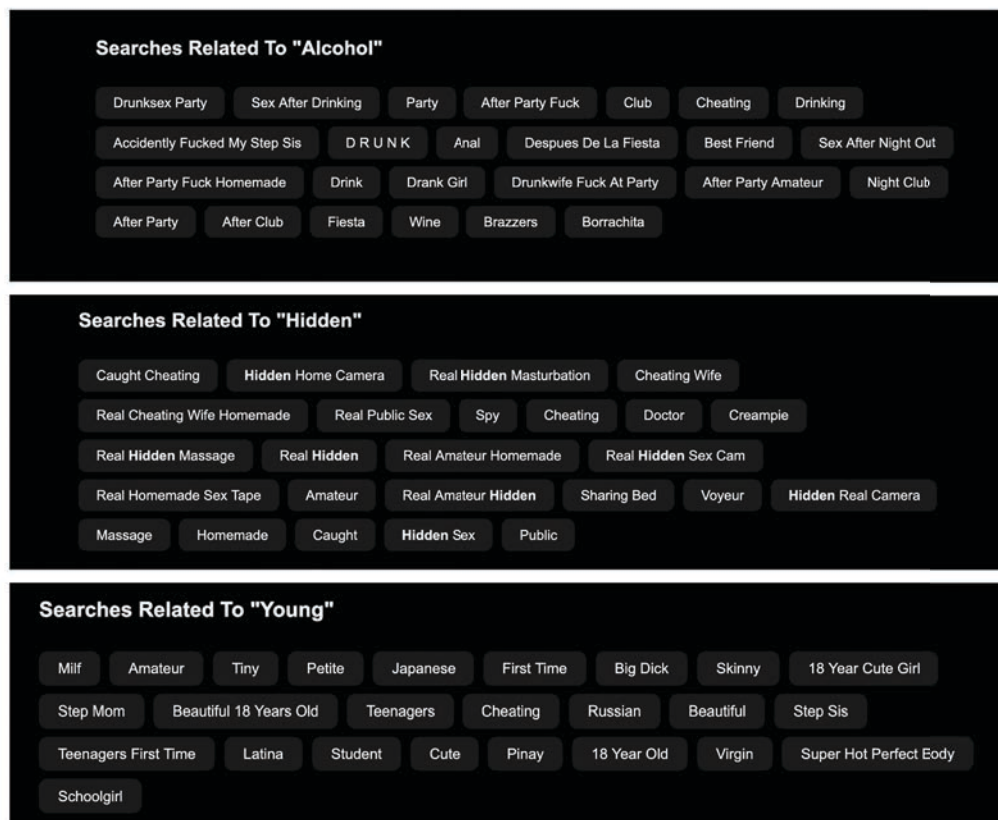 Searches Related To "Alcohol"
Drunksex Party Sex After Drinking Party After Party Fuck Club Cheating Drinking
Accidently Fucked My Step Sis D R U N K Anal Despues De La Fiesta Best Friend Sex After Night Out
After Party Fuck Homemade Drink Drank Girl Drunkwife Fuck At Party After Party Amateur Night Club
After Party After Club Fiesta Wine Brazzers Borrachita
Searches Related To "Hidden"
Caught Cheating Hidden Home Camera Real Hidden Masturbation Cheating Wife
Real Cheating Wife Homemade Real Public Sex Spy Cheating Doctor Creampie
Real Hidden Massage Real Hidden Real Amateur Homemade Real Hidden Sex Cam
Real Homemade Sex Tape Amateur Real Amateur Hidden Sharing Bed Voyeur Hidden Real Camera
Massage Homemade Caught Hidden Sex Public
Searches Related To "Young"
Milf Amateur Tiny Petite Japanese First Time Big Dick Skinny 18 Year Cute Girl
Step Mom Beautiful 18 Years Old Teenagers Cheating Russian Beautiful Step Sis
Teenagers First Time Latina Student Cute Pinay 18 Year Old Virgin Super Hot Perfect Eody
Schoolgirl